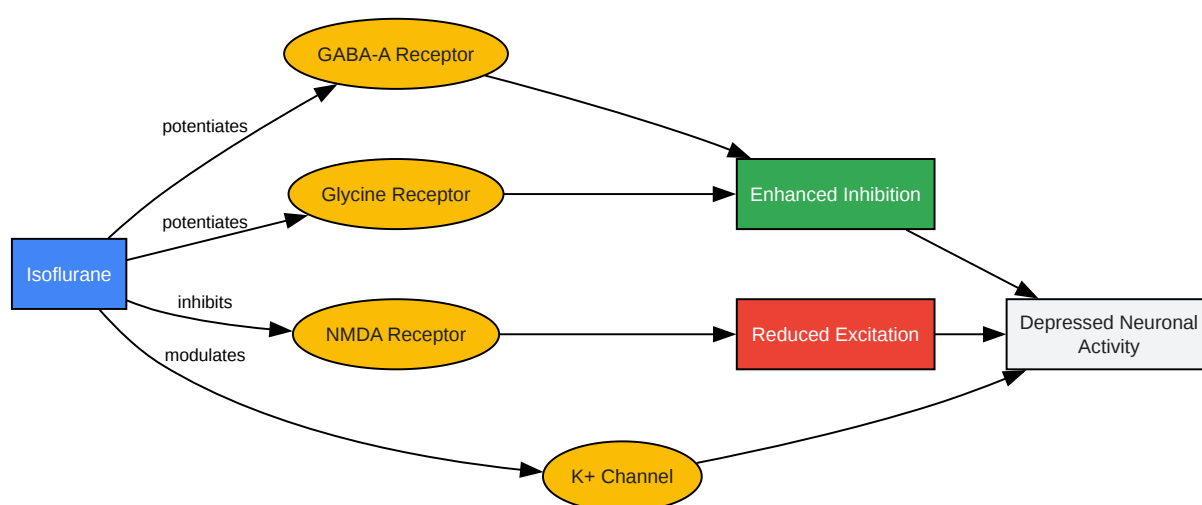 GABA-A Receptor
potentiates
Glycine Receptor
Enhanced Inhibition
potentiates
Isoflurane
inhibits
NMDA Receptor
Reduced Excitation
Depressed Neuronal
Activity
modulates
K+ Channel